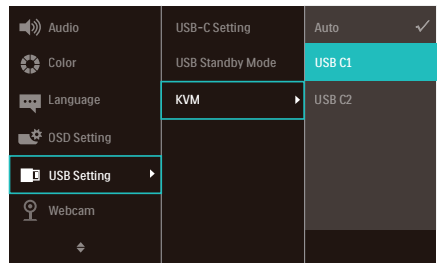 Audio
Color
Language
OSD Setting
USB Setting
Webcam
USB-C Setting
USB Standby Mode
KVM
Auto
USB C1
USB C2